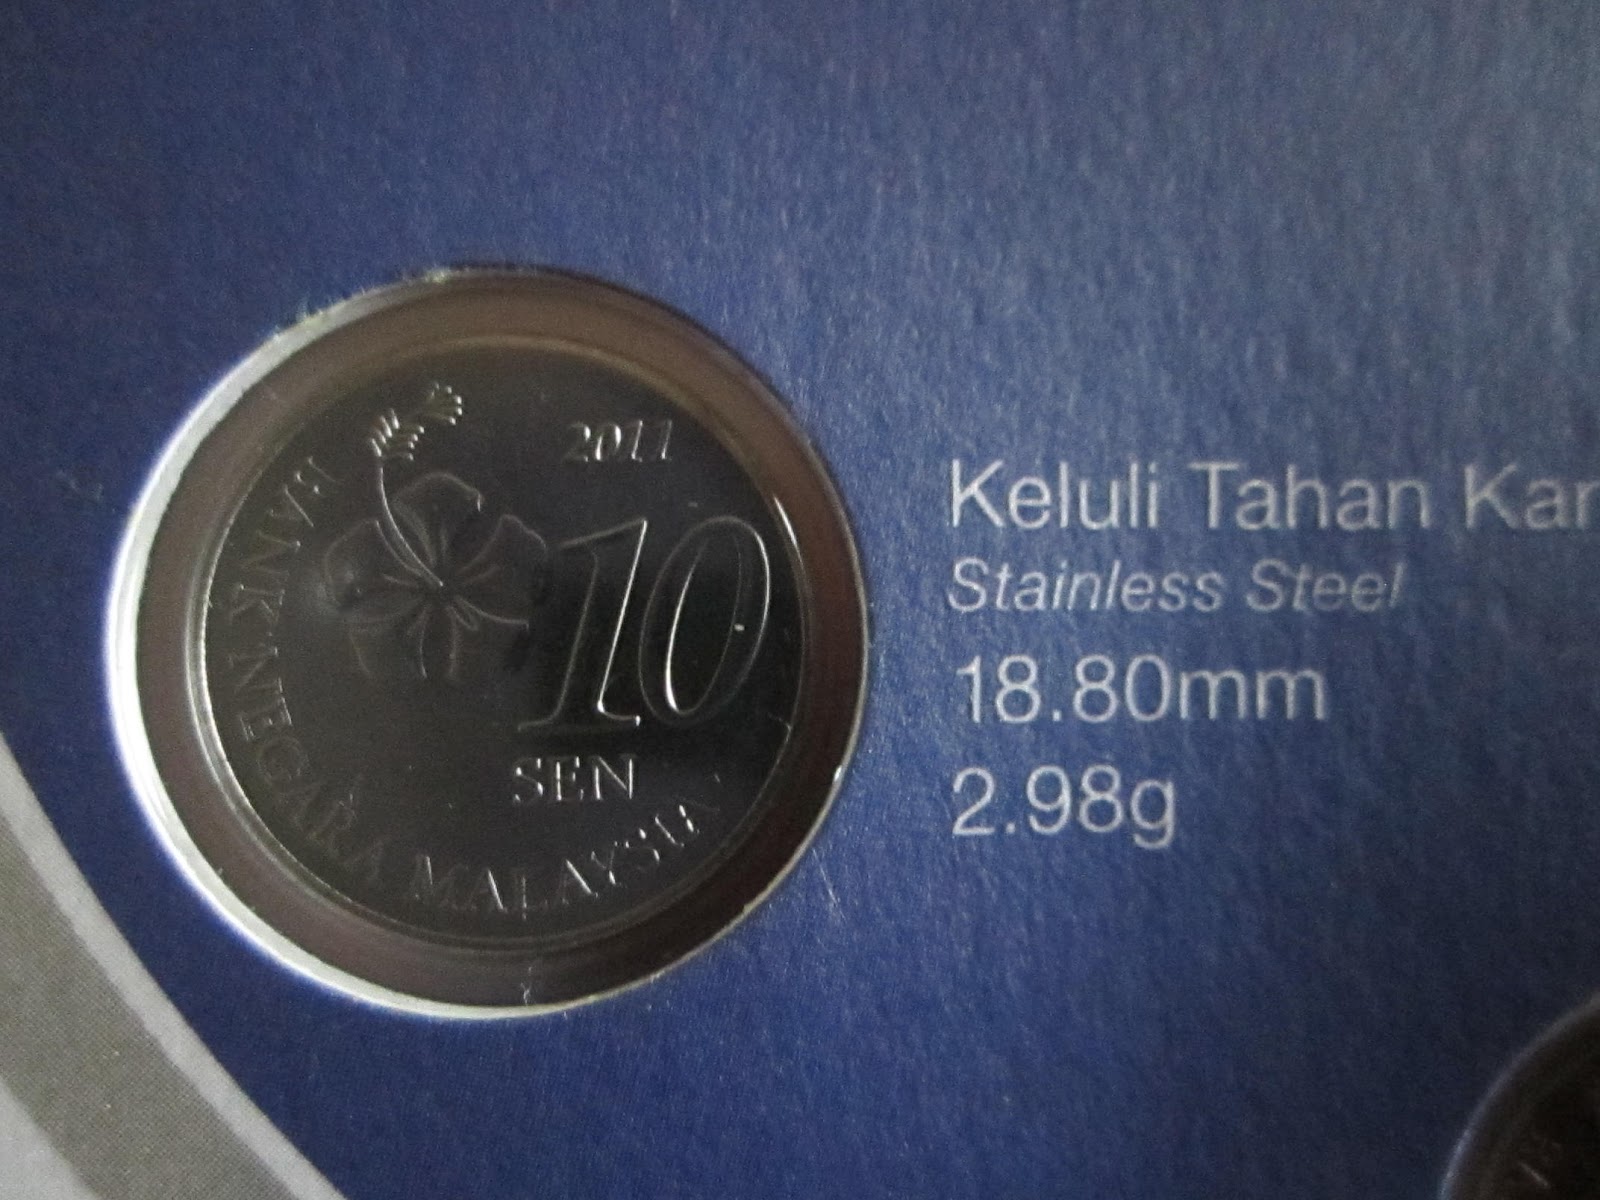 2011
10
SEN
BANK NEGARA MALAYSIA
Keluli Tahan Kar
Stainless Steel
18.80mm
2.98g